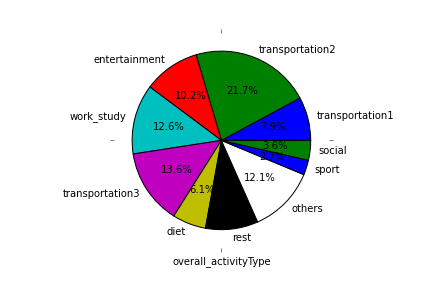 transportation2
entertainment
21.7%
10.2%
transportation1
7.9%
work_study
12.6%
3.6%
social
sport
13.6%
12.1%
transportation3
6.1%
others
diet
rest
overall_activityType